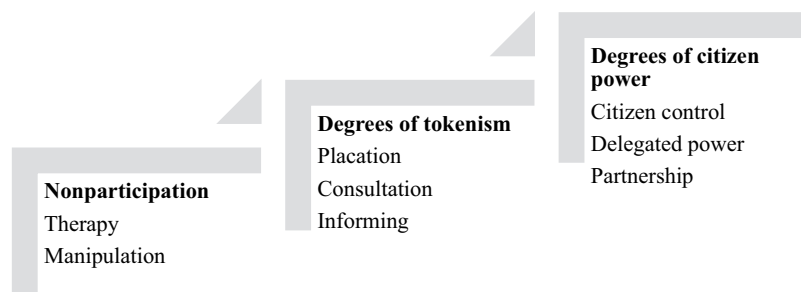 Nonparticipation
Therapy
Manipulation
Degrees of tokenism
Placation
Consultation
Informing
Degrees of citizen
power
Citizen control
Delegated power
Partnership